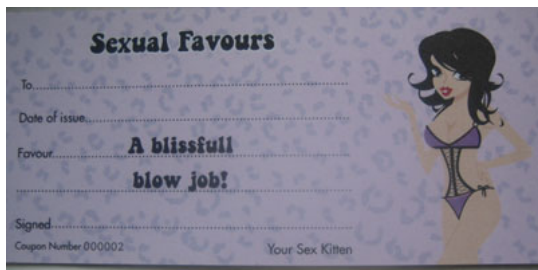 Sexual Favours
To
Date of issue
Favour A blissfull
blow job!
Signed
Coupon Number 000002 Your Sex Kitten